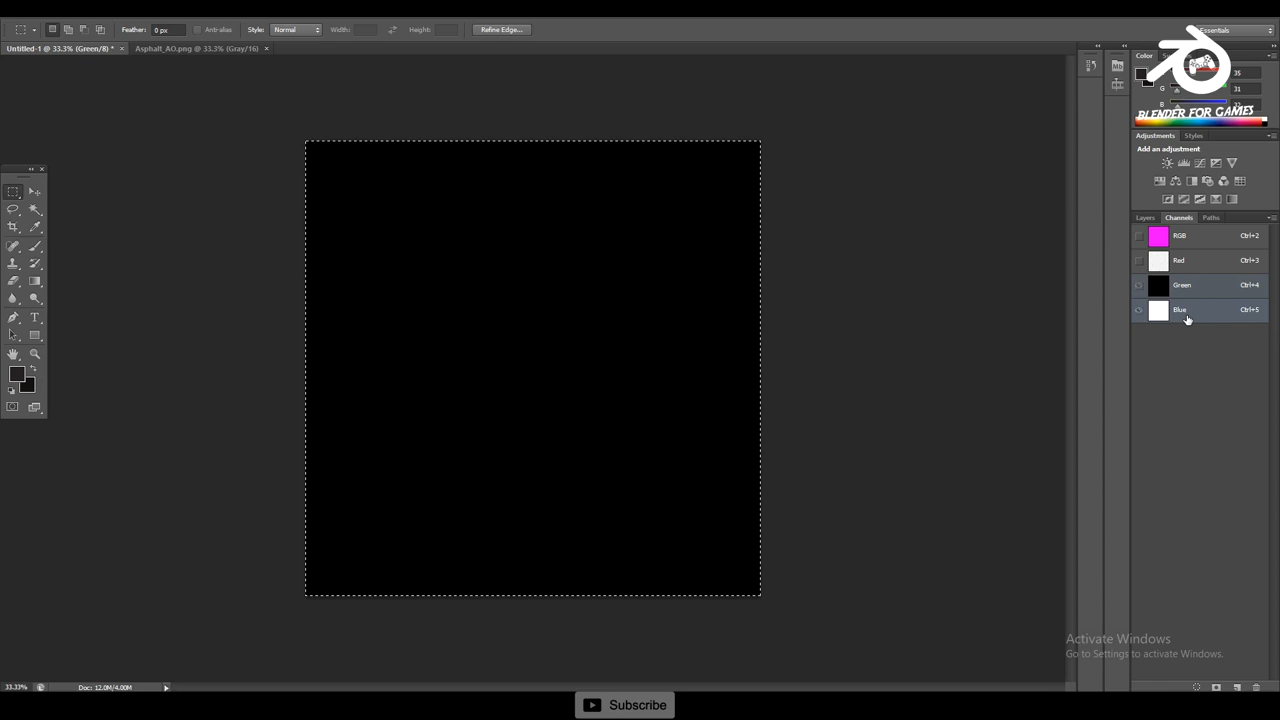 Feather: 0 px Anti-alias Style: Normal Width: Height: Refine Edge... Essentials
Untitled-1 @ 33.3% (Green/8) * × Asphalt_AO.png @ 33.3% (Gray/16) ×
Color
35
G 31
B
BLENDER FOR GAMES
Adjustments Styles
Add an adjustment
Layers Channels Paths
RGB Ctrl+2
Red Ctrl+3
Green Ctrl+4
Blue Ctrl+5
Mb
T
Activate Windows
Go to Settings to activate Windows.
33.33% Doc: 12.0M/4.00M
Subscribe